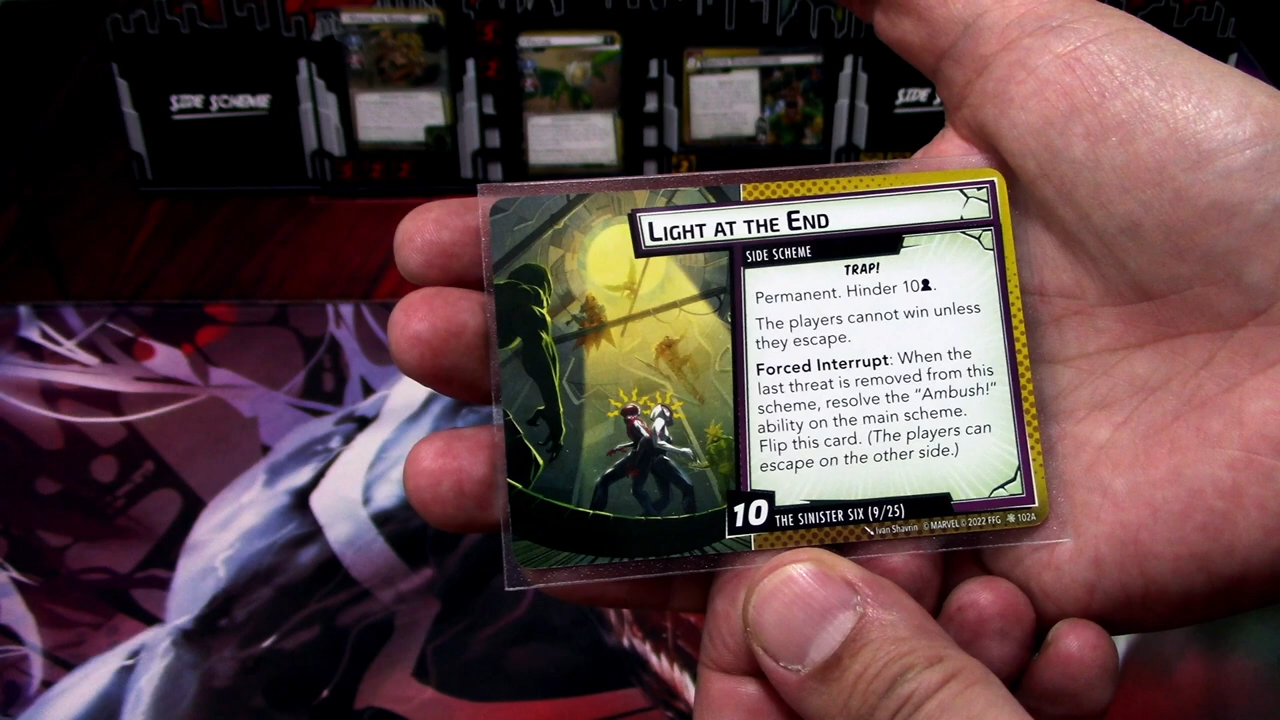 SIDE SCHEME
SIDE S
LIGHT AT THE END
SIDE SCHEME
TRAP!
Permanent. Hinder 10.
The players cannot win unless
they escape.
Forced Interrupt: When the
last threat is removed from this
scheme, resolve the “Ambush!”
ability on the main scheme.
Flip this card. (The players can
escape on the other side.)
10 THE SINISTER SIX (9/25)
Ivan Shavrin © MARVEL © 2022 FFG 102A